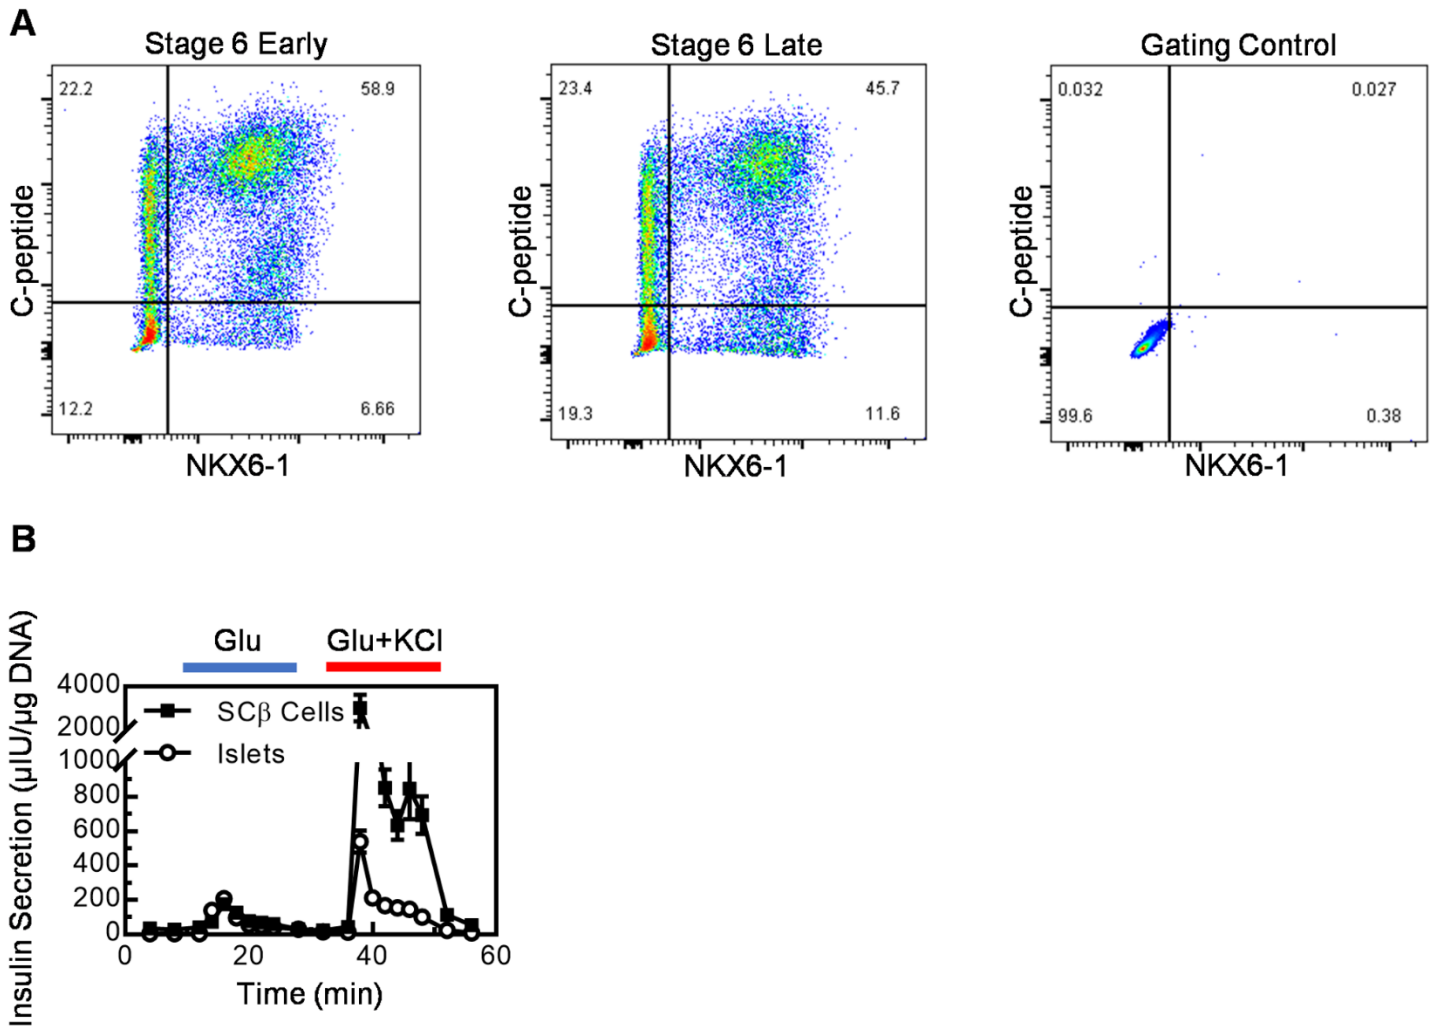 A
Stage 6 Early
Stage 6 Late
Gating Control
22.2
58.9
12.2
6.66
C-peptide
NKX6-1
23.4
45.7
19.3
11.6
C-peptide
NKX6-1
0.032
0.027
99.6
0.38
C-peptide
NKX6-1
B
Glu
Glu+KCl
Insulin Secretion (µIU/µg DNA)
4000
2000
1000
800
600
400
200
0
SCβ Cells
Islets
0
20
40
60
Time (min)